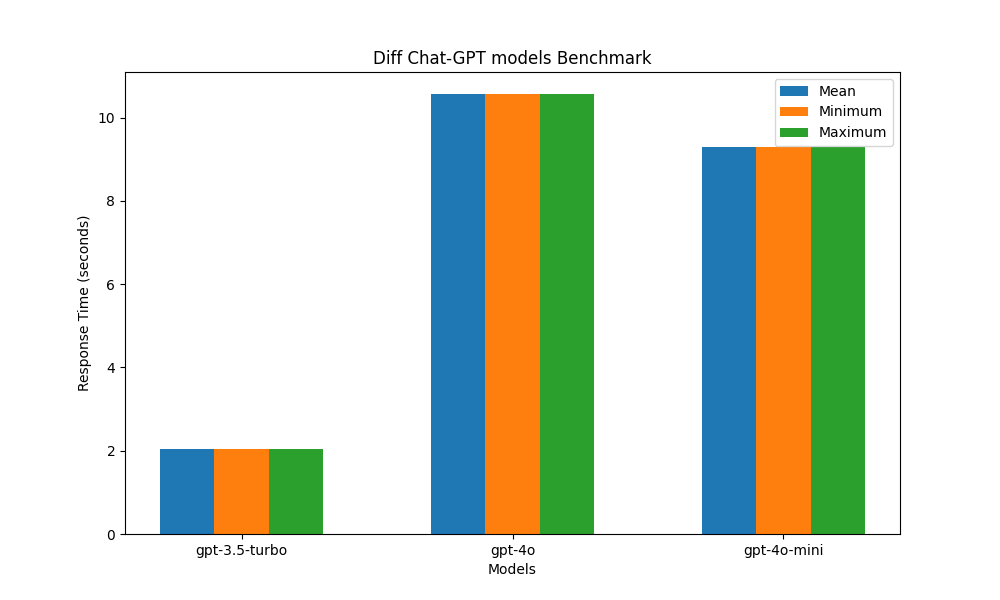 Diff Chat-GPT models Benchmark
Mean
Minimum
Maximum
Response Time (seconds)
10
8
6
4
2
0
gpt-3.5-turbo
gpt-4o
gpt-4o-mini
Models